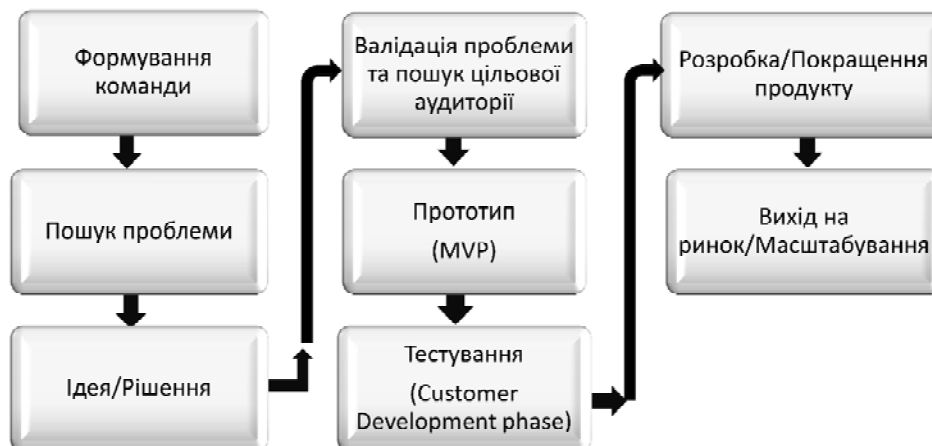 Формування
команди
Пошук проблеми
Ідея/Рішення
Валідація проблеми
та пошук цільової
аудиторії
Прототип
(MVP)
Тестування
(Customer
Development phase)
Розробка/Покращення
продукту
Вихід на
ринок/Масштабування